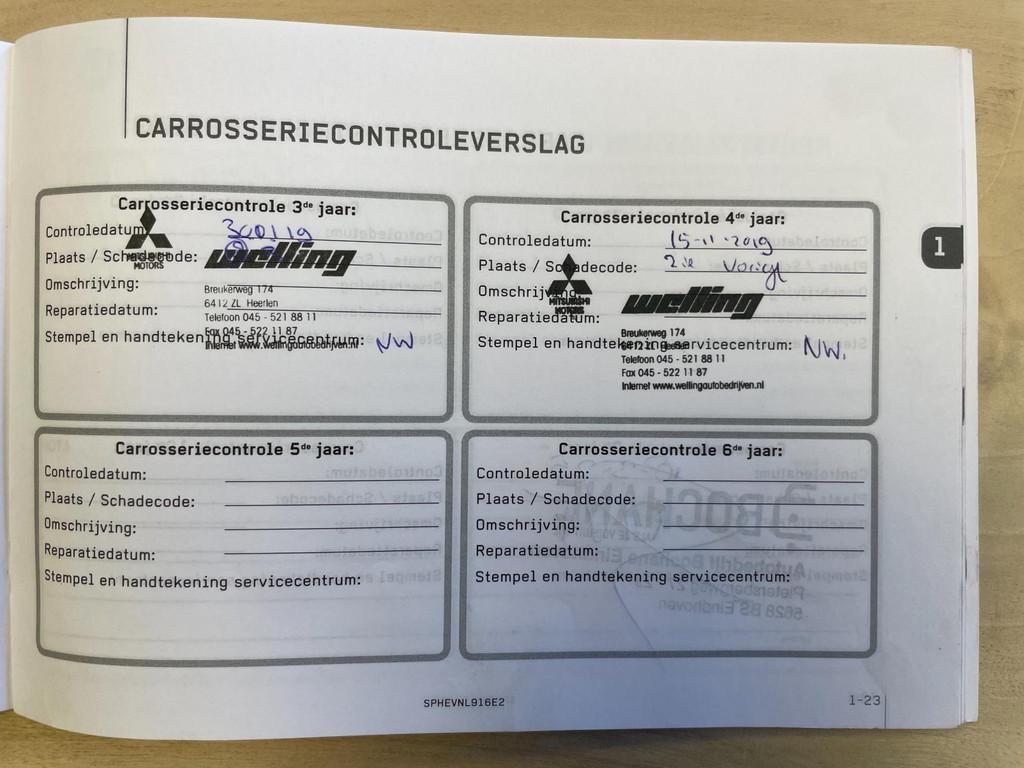 CARROSSERIECONTROLEVERSLAG
Carrosseriecontrole 3de jaar:
Controledatum: 300119
Plaats / Schadecode:
MITSUBISHI
MOTORS
welling
Omschrijving:
Breukerweg 174
6412 ZL Heerlen
Reparatiedatum:
Telefoon 045 - 521 88 11
Fax 045 - 522 11 87
Stempel en handtekening servicecentrum: NW
Internet www.wellingautobedrijven.nl
Carrosseriecontrole 4de jaar:
Controledatum: 15-11-2019
Plaats / Schadecode: zie
Omschrijving:
MITSUBISHI
MOTORS
welling
Reparatiedatum:
Breukerweg 174
Stempel en handtekening servicecentrum: NW.
6412 ZL Heerlen
Telefoon 045 - 521 88 11
Fax 045 - 522 11 87
Internet www.wellingautobedrijven.nl
Carrosseriecontrole 5de jaar:
Controledatum:
Plaats / Schadecode:
Omschrijving:
Reparatiedatum:
Stempel en handtekening servicecentrum:
Carrosseriecontrole 6de jaar:
Controledatum:
Plaats / Schadecode:
Omschrijving:
Reparatiedatum:
Stempel en handtekening servicecentrum:
1
SPHEVNL916E2
1-23